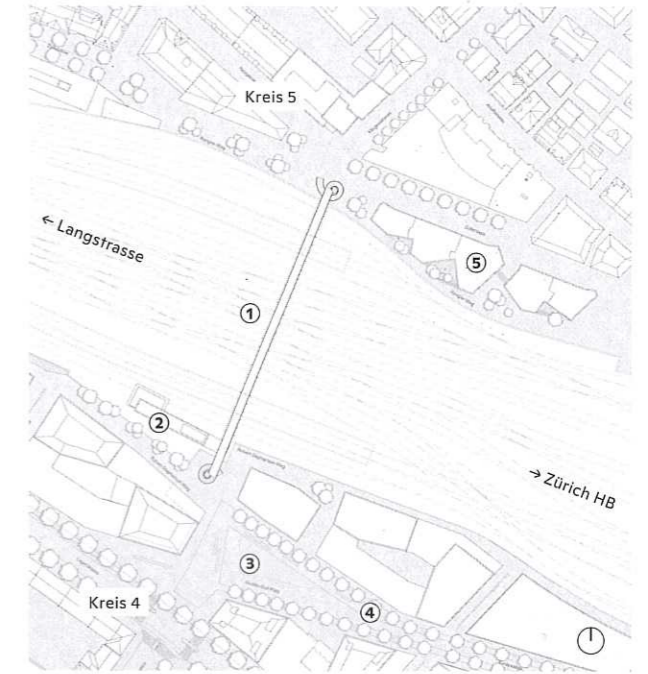 Kreis 5
← Langstrasse
⑤
①
②
→ Zürich HB
③
④
Kreis 4